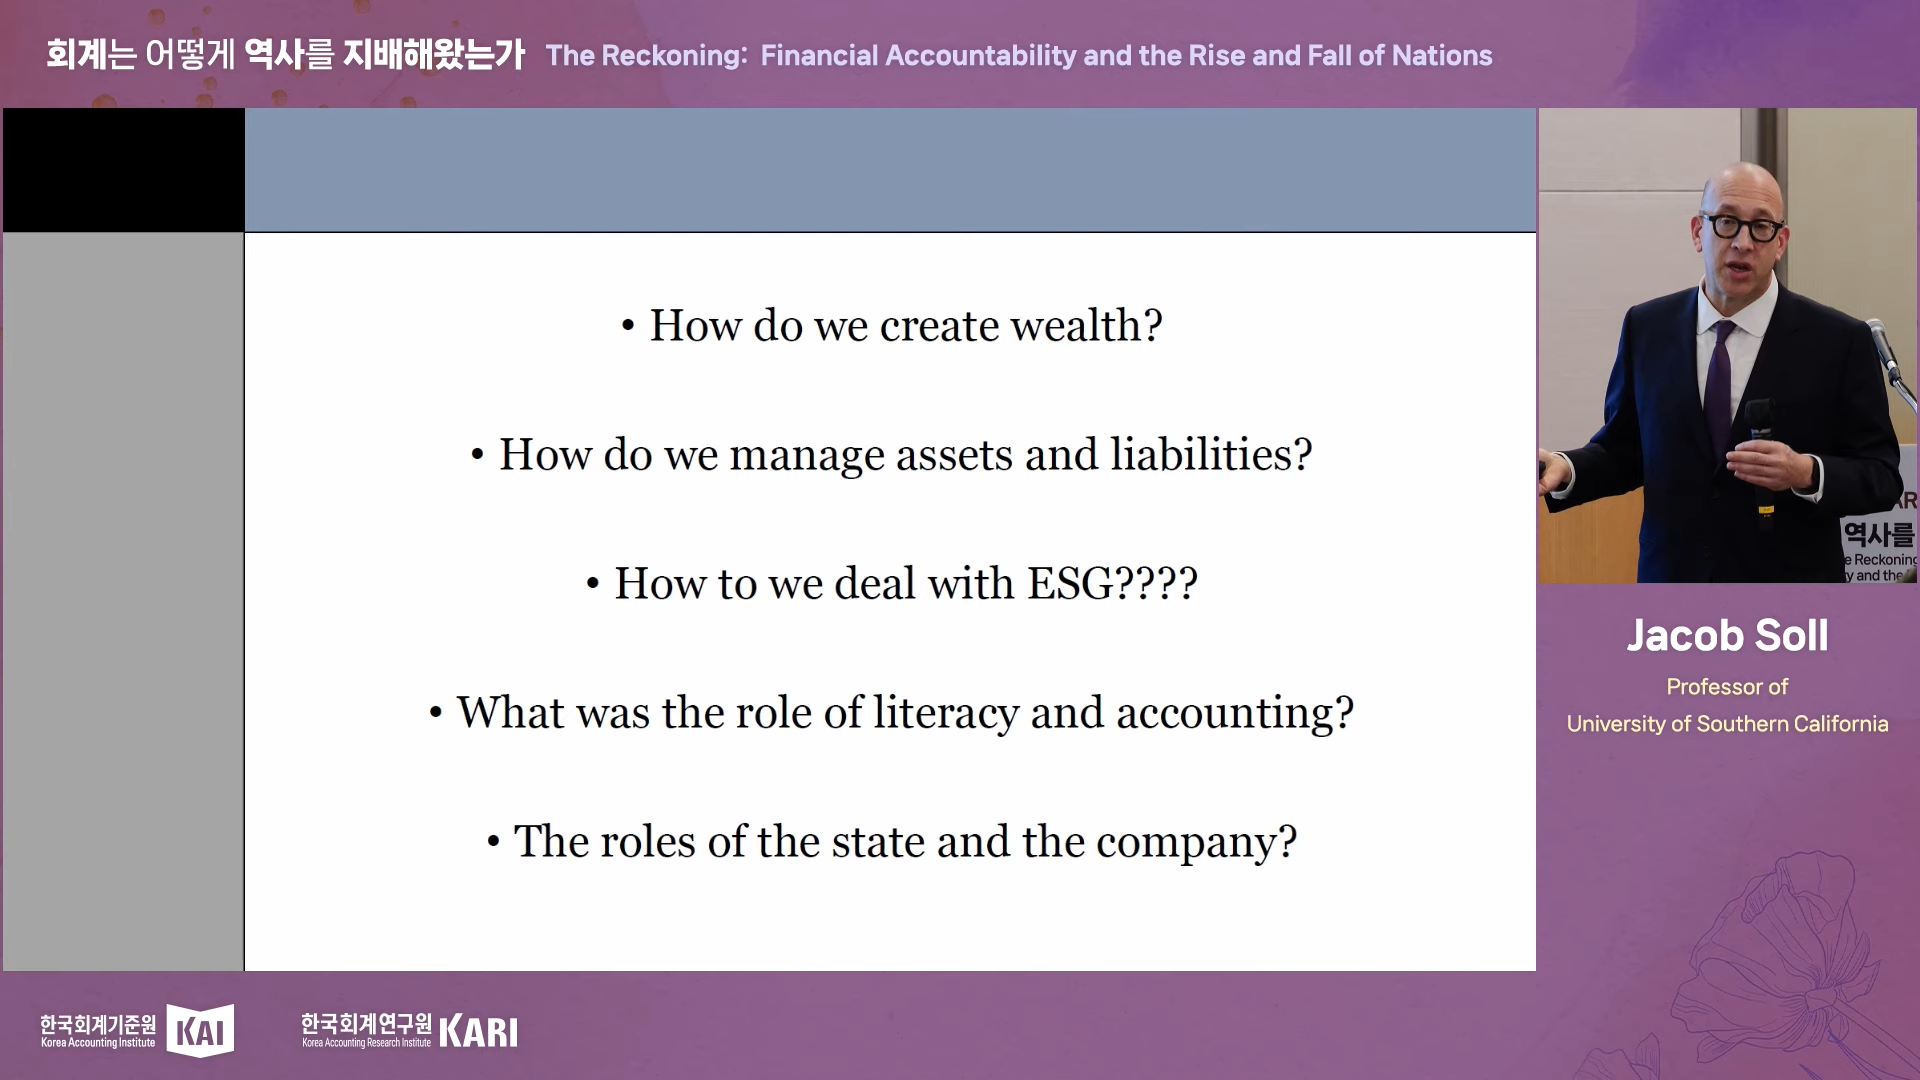 회계는 어떻게 역사를 지배해왔는가 The Reckoning: Financial Accountability and the Rise and Fall of Nations
• How do we create wealth?
• How do we manage assets and liabilities?
• How to we deal with ESG????
• What was the role of literacy and accounting?
• The roles of the state and the company?
역사를
Reckoning
and the
Jacob Soll
Professor of
University of Southern California
한국회계기준원
Korea Accounting Institute
KAI
한국회계연구원
Korea Accounting Research Institute
KARI